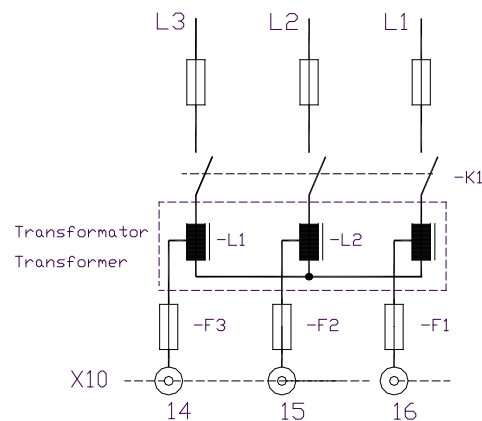 L3 L2 L1
-K1
Transformator -L1 -L2
Transformer
-F3 -F2 -F1
X10
14 15 16